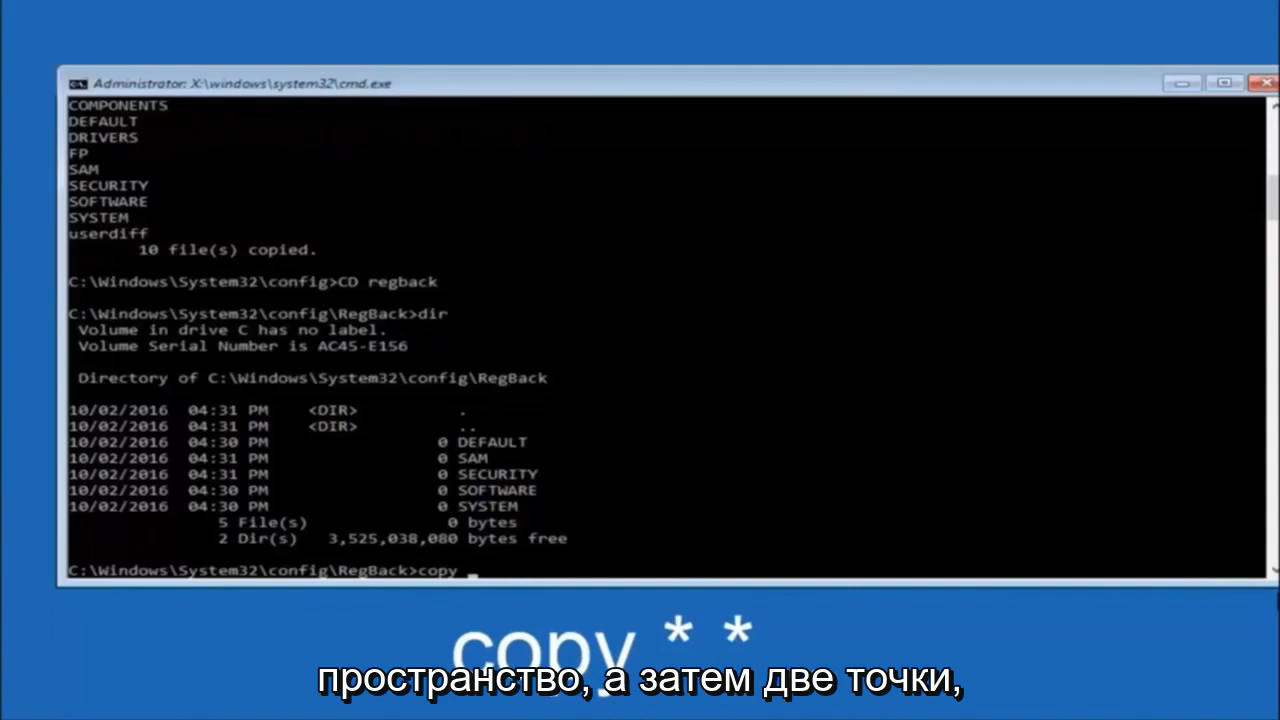 Administrator: X:\windows\system32\cmd.exe
COMPONENTS
DEFAULT
DRIVERS
FP
SAM
SECURITY
SOFTWARE
SYSTEM
userdiff
10 file(s) copied.
C:\Windows\System32\config>CD regback
C:\Windows\System32\config\RegBack>dir
Volume in drive C has no label.
Volume Serial Number is AC45-E156
Directory of C:\Windows\System32\config\RegBack
10/02/2016 04:31 PM <DIR> .
10/02/2016 04:31 PM <DIR> ..
10/02/2016 04:30 PM 0 DEFAULT
10/02/2016 04:31 PM 0 SAM
10/02/2016 04:31 PM 0 SECURITY
10/02/2016 04:30 PM 0 SOFTWARE
10/02/2016 04:30 PM 0 SYSTEM
5 File(s) 0 bytes
2 Dir(s) 3,525,038,080 bytes free
C:\Windows\System32\config\RegBack>copy _
copy * *
пространство, а затем две точки,